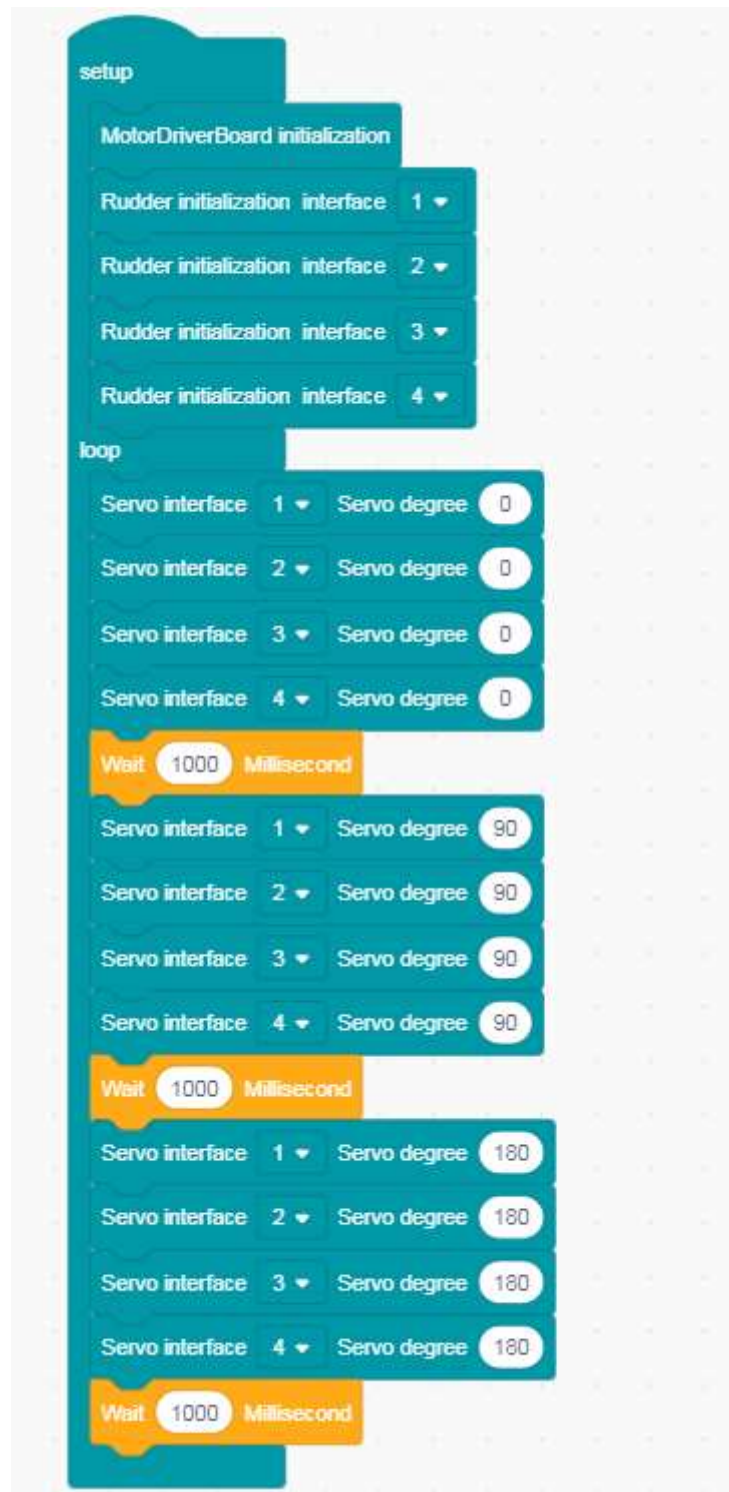 setup
MotorDriverBoard initialization
Rudder initialization interface 1
Rudder initialization interface 2
Rudder initialization interface 3
Rudder initialization interface 4
loop
Servo interface 1 Servo degree 0
Servo interface 2 Servo degree 0
Servo interface 3 Servo degree 0
Servo interface 4 Servo degree 0
Wait 1000 Millisecond
Servo interface 1 Servo degree 90
Servo interface 2 Servo degree 90
Servo interface 3 Servo degree 90
Servo interface 4 Servo degree 90
Wait 1000 Millisecond
Servo interface 1 Servo degree 180
Servo interface 2 Servo degree 180
Servo interface 3 Servo degree 180
Servo interface 4 Servo degree 180
Wait 1000 Millisecond